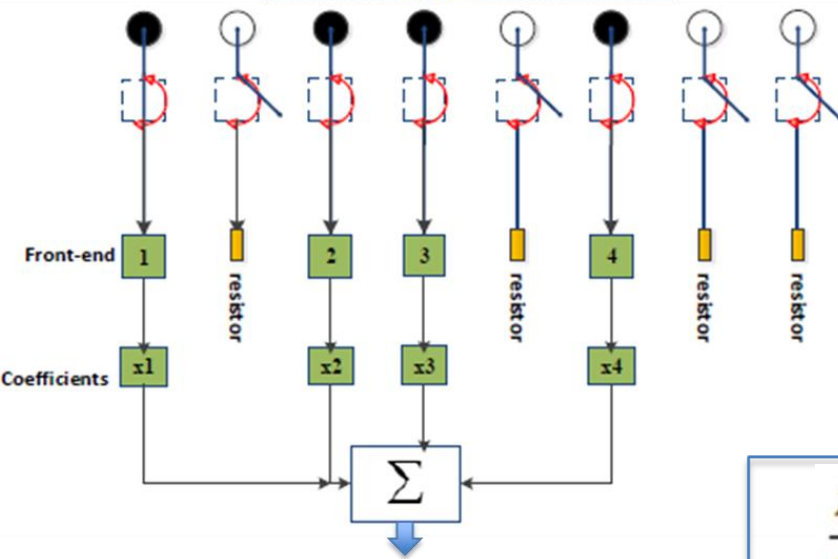 Front-end 1 2 3 4
resistor
resistor
resistor
resistor
Coefficients x1 x2 x3 x4
∑